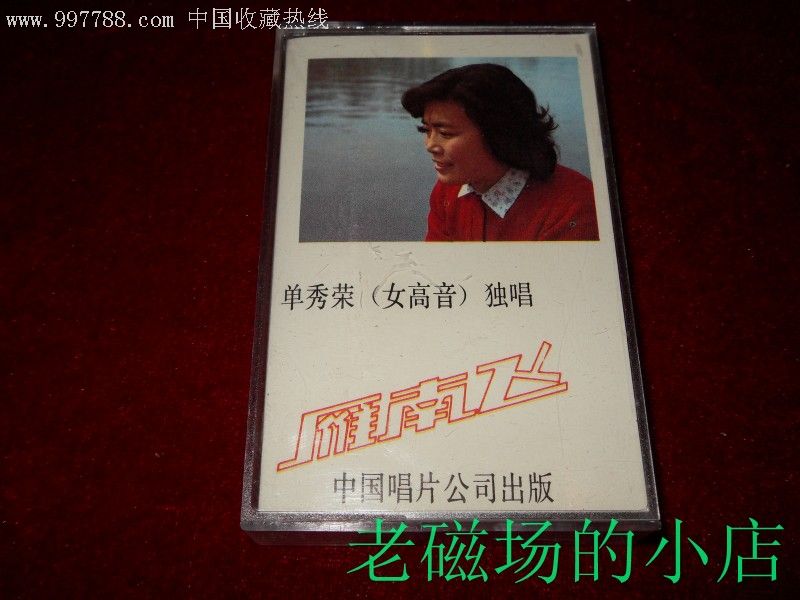 www.997788.com 中国收藏热线
单秀荣（女高音）独唱
雁南飞
中国唱片公司出版
老磁场的小店